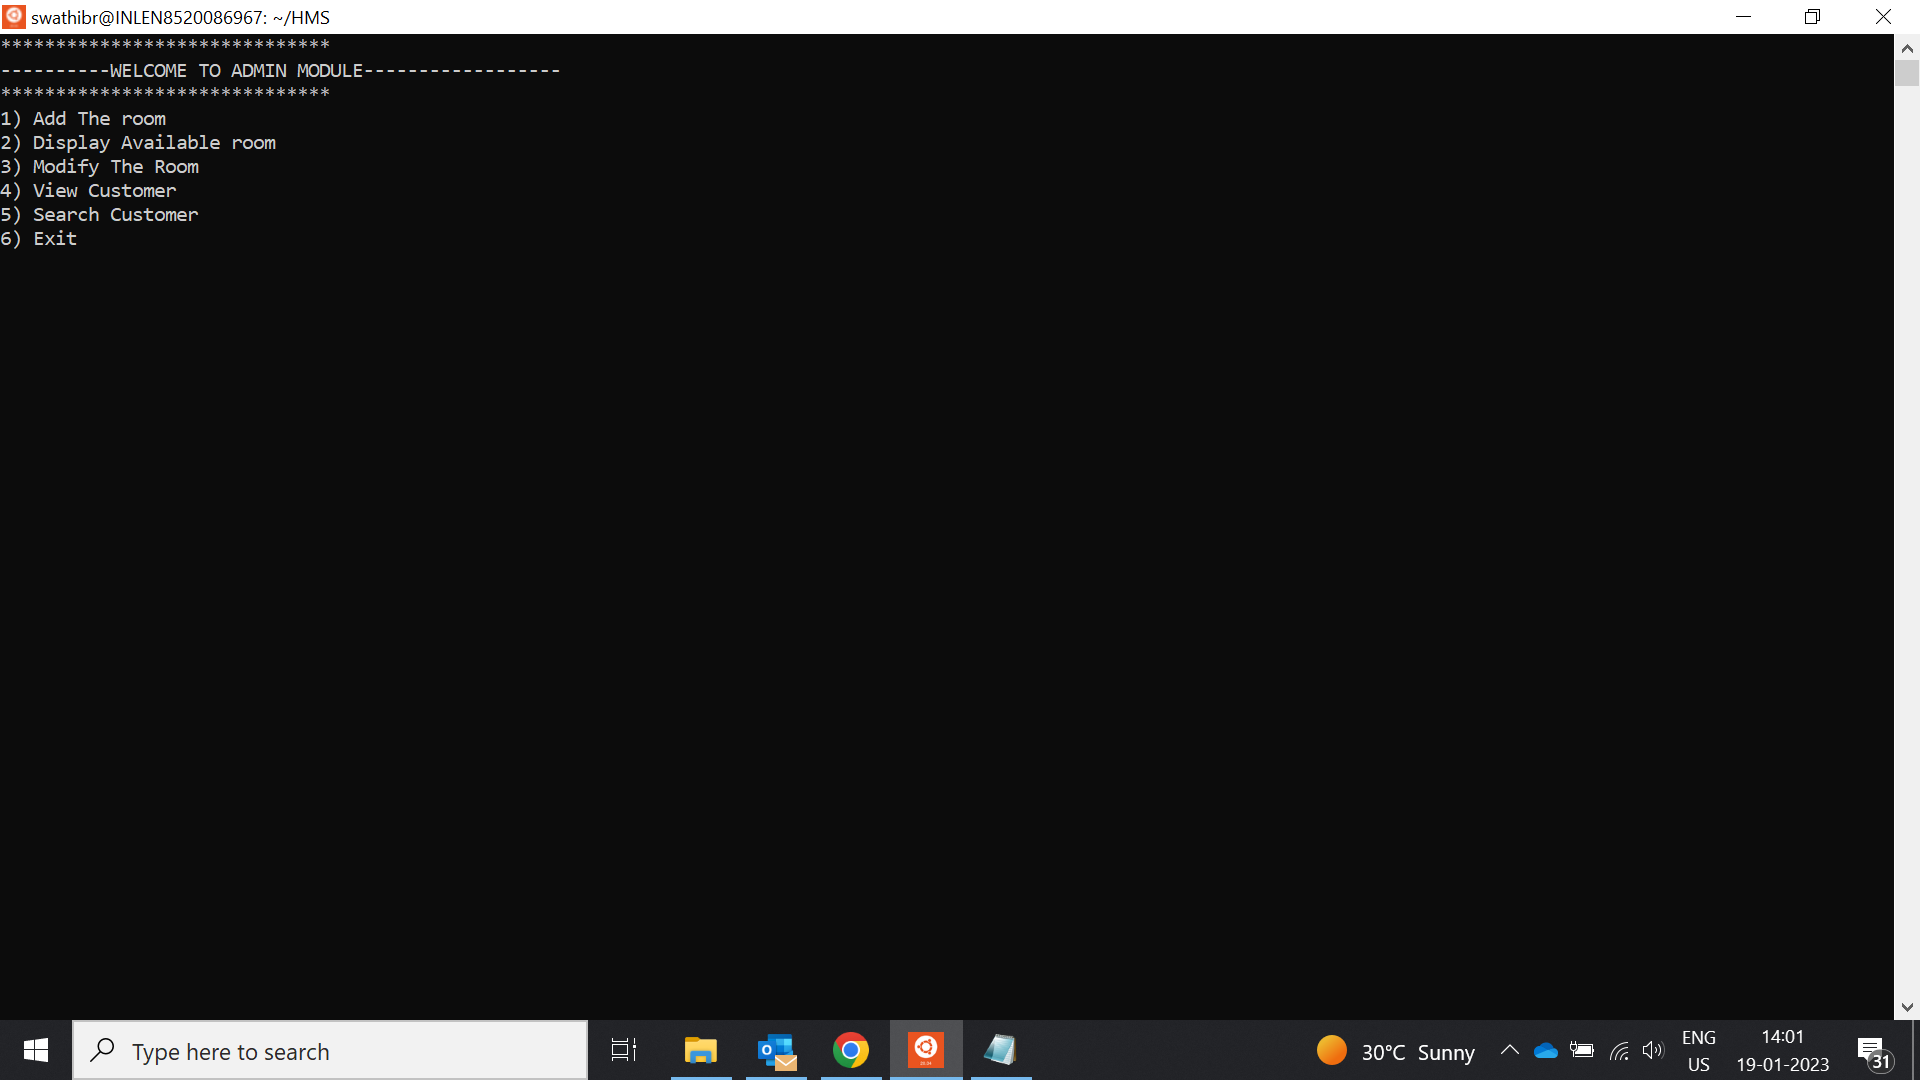 swathibr@INLEN8520086967: ~/HMS
******************************
----------WELCOME TO ADMIN MODULE------------------
******************************
1) Add The room
2) Display Available room
3) Modify The Room
4) View Customer
5) Search Customer
6) Exit
Type here to search
30°C Sunny
ENG
US
14:01
19-01-2023
31